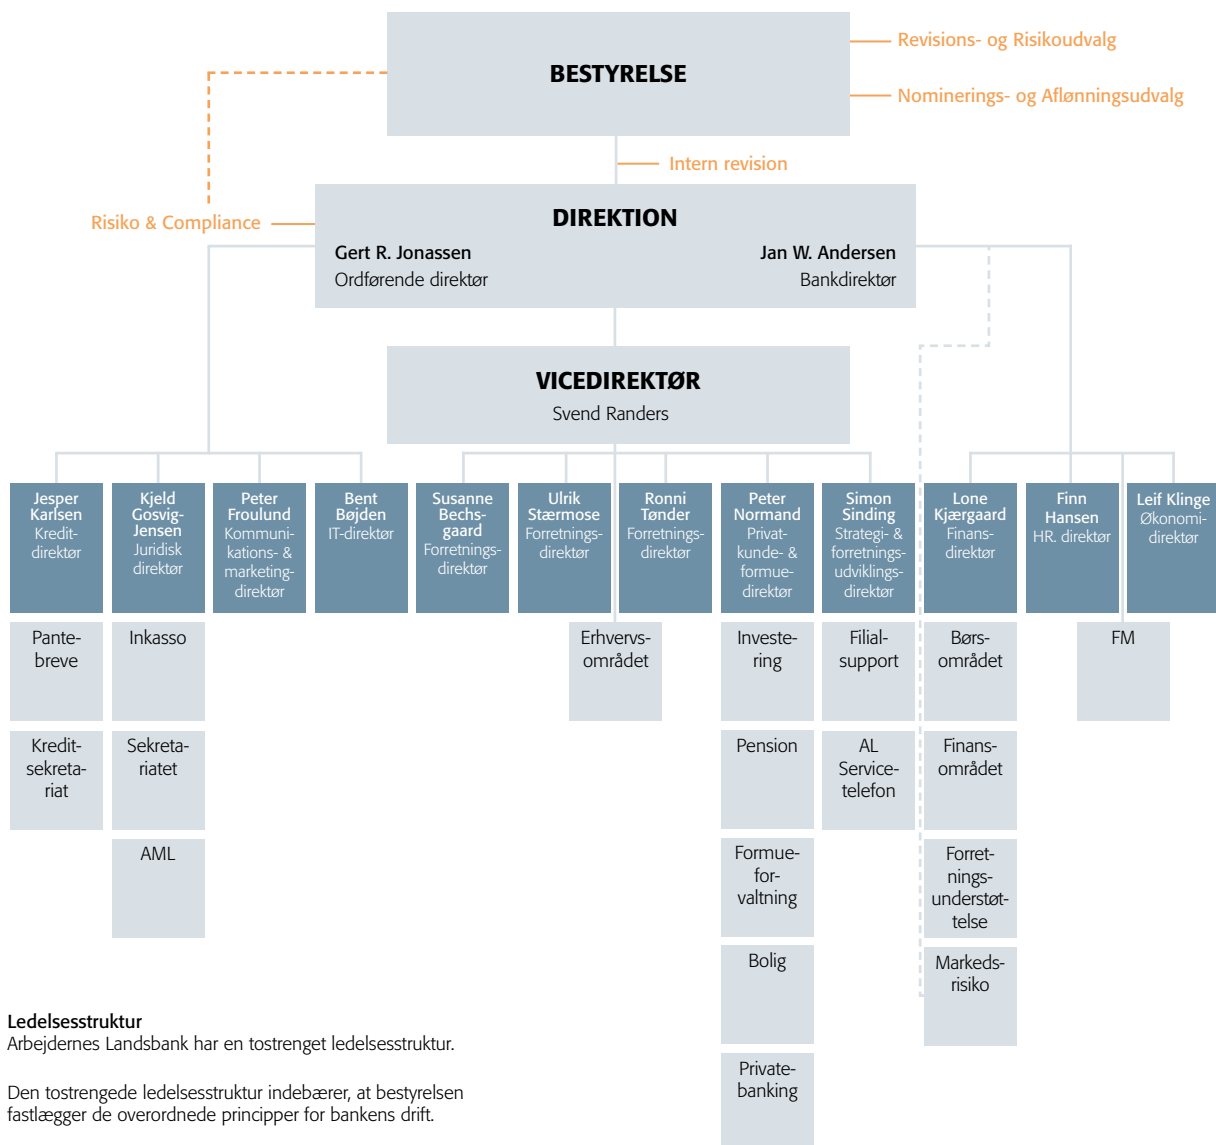 Revisions- og Risikoudvalg
BESTYRELSE
Nominerings- og Aflønningsudvalg
Intern revision
Risiko & Compliance
DIREKTION
Gert R. Jonassen
Ordførende direktør
Jan W. Andersen
Bankdirektør
VICEDIREKTØR
Svend Randers
Jesper
Karlsen
Kredit-
direktør
Kjeld
Gosvig-
Jensen
Juridisk
direktør
Peter
Froulund
Kommuni-
kations- &
marketing-
direktør
Bent
Bøjden
IT-direktør
Susanne
Bechs-
gaard
Forretnings-
direktør
Ulrik
Stærmose
Forretnings-
direktør
Ronni
Tønder
Forretnings-
direktør
Peter
Normand
Privat-
kunde- &
formue-
direktør
Simon
Sinding
Strategi- &
forretnings-
udviklings-
direktør
Lone
Kjærgaard
Finans-
direktør
Finn
Hansen
HR. direktør
Leif Klinge
Økonomi-
direktør
Pante-
breve
Kredit-
sekreta-
riat
Inkasso
Sekreta-
riatet
AML
Erhvervs-
området
Investe-
ring
Pension
Formue-
for-
valtning
Bolig
Private-
banking
Filial-
support
AL
Service-
telefon
Børs-
området
Finans-
området
Forret-
nings-
understøt-
telse
Markeds-
risiko
FM
Ledelsesstruktur
Arbejdernes Landsbank har en tostrenget ledelsesstruktur.
Den tostrengede ledelsesstruktur indebærer, at bestyrelsen
fastlægger de overordnede principper for bankens drift.